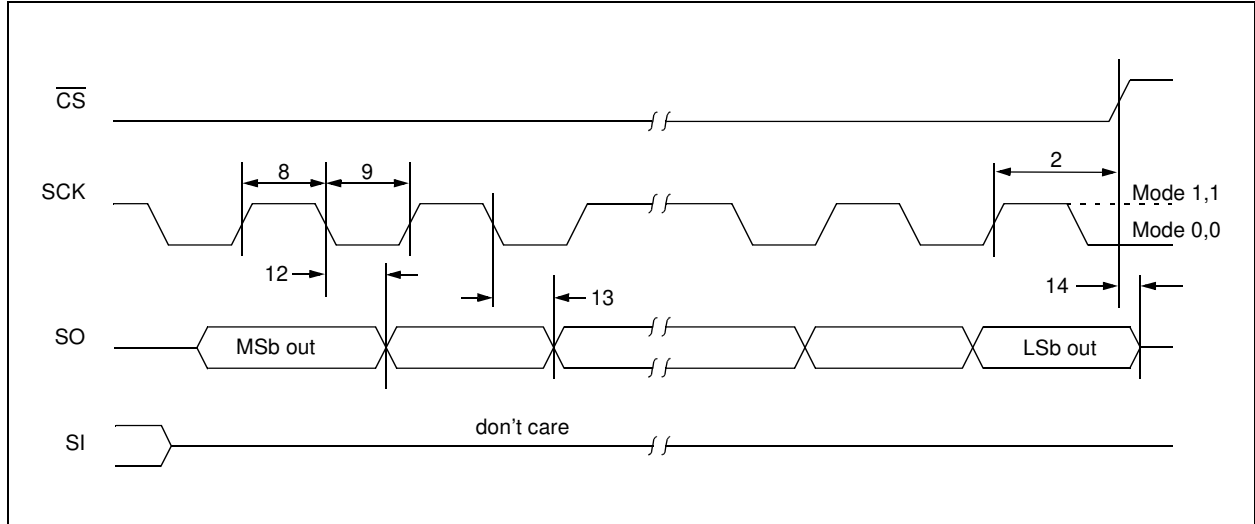 CS
SCK
8
9
2
Mode 1,1
Mode 0,0
12
13
14
SO
MSb out
LSb out
SI
don't care